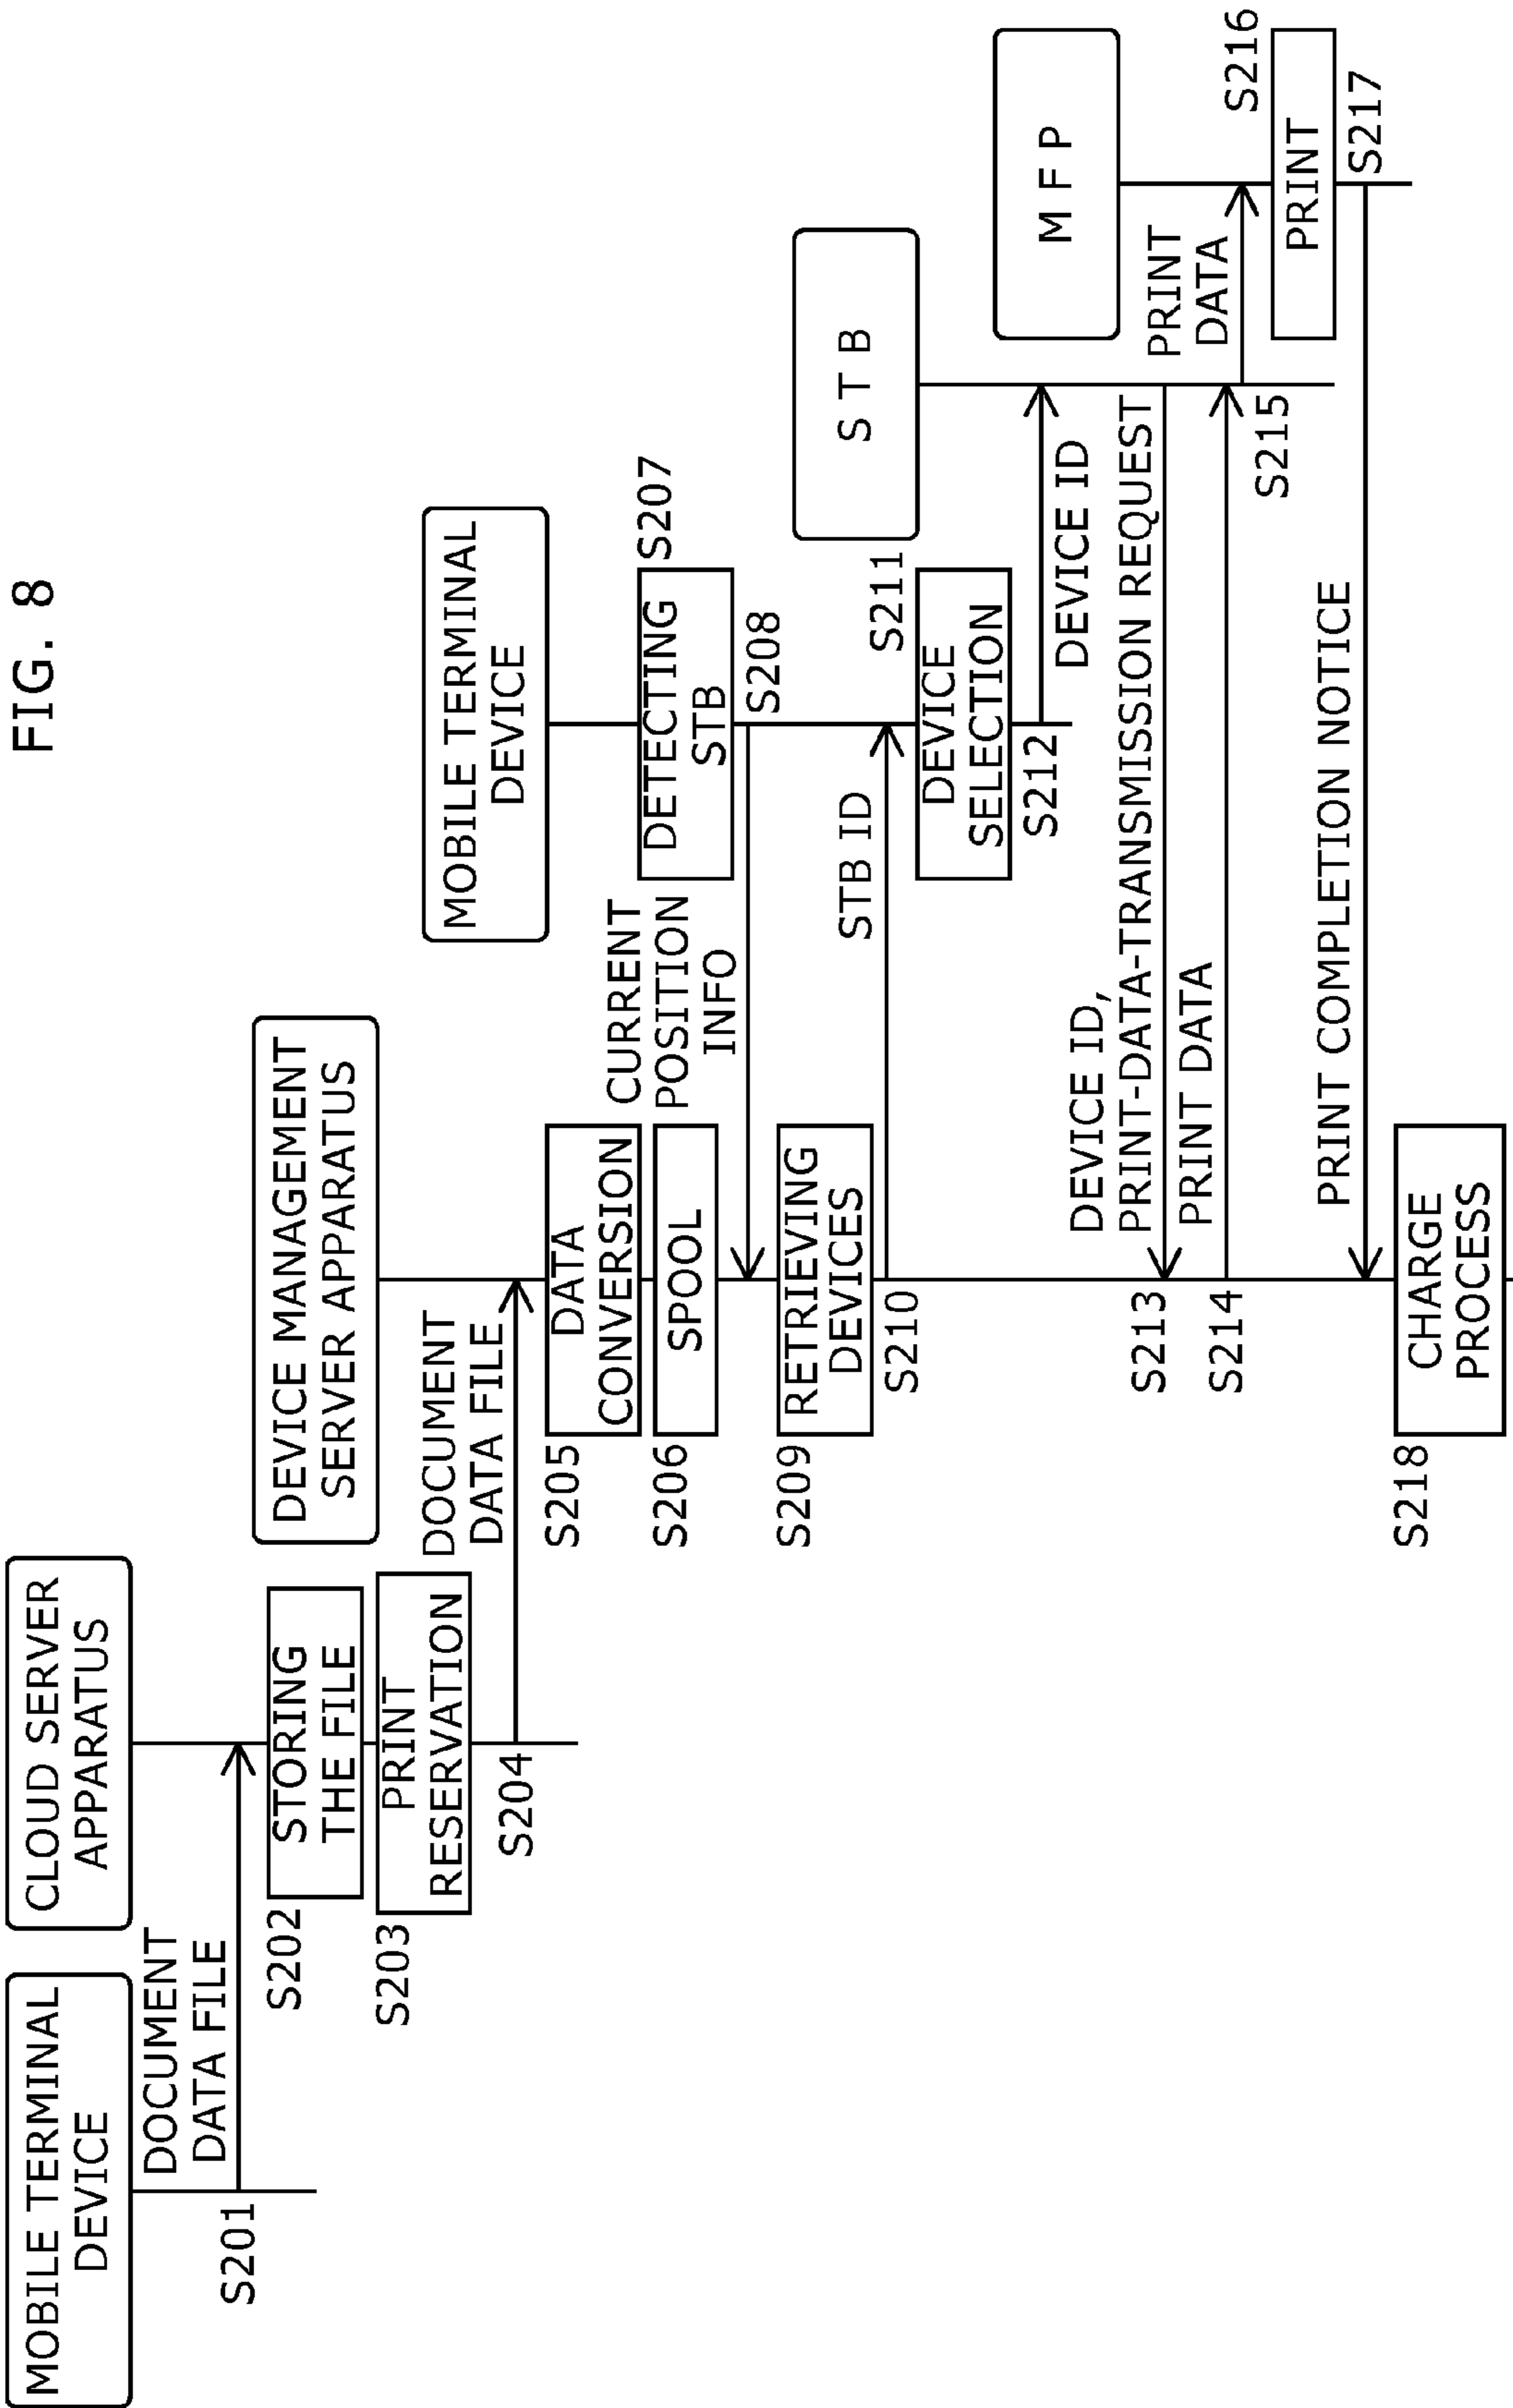 FIG. 8
MOBILE TERMINAL
DEVICE
CLOUD SERVER
APPARATUS
DEVICE MANAGEMENT
SERVER APPARATUS
MOBILE TERMINAL
DEVICE
S T B
M F P
DOCUMENT
DATA FILE
S201
S202
STORING
THE FILE
S203
PRINT
RESERVATION
S204
DOCUMENT
DATA FILE
S205
DATA
CONVERSION
S206
SPOOL
DETECTING
STB
S207
CURRENT
POSITION
INFO
S208
S209
RETRIEVING
DEVICES
S210
STB ID
S211
DEVICE
SELECTION
S212
DEVICE ID
DEVICE ID,
PRINT-DATA-TRANSMISSION REQUEST
S213
PRINT DATA
S214
PRINT
DATA
S215
S216
PRINT
S217
PRINT COMPLETION NOTICE
S218
CHARGE
PROCESS